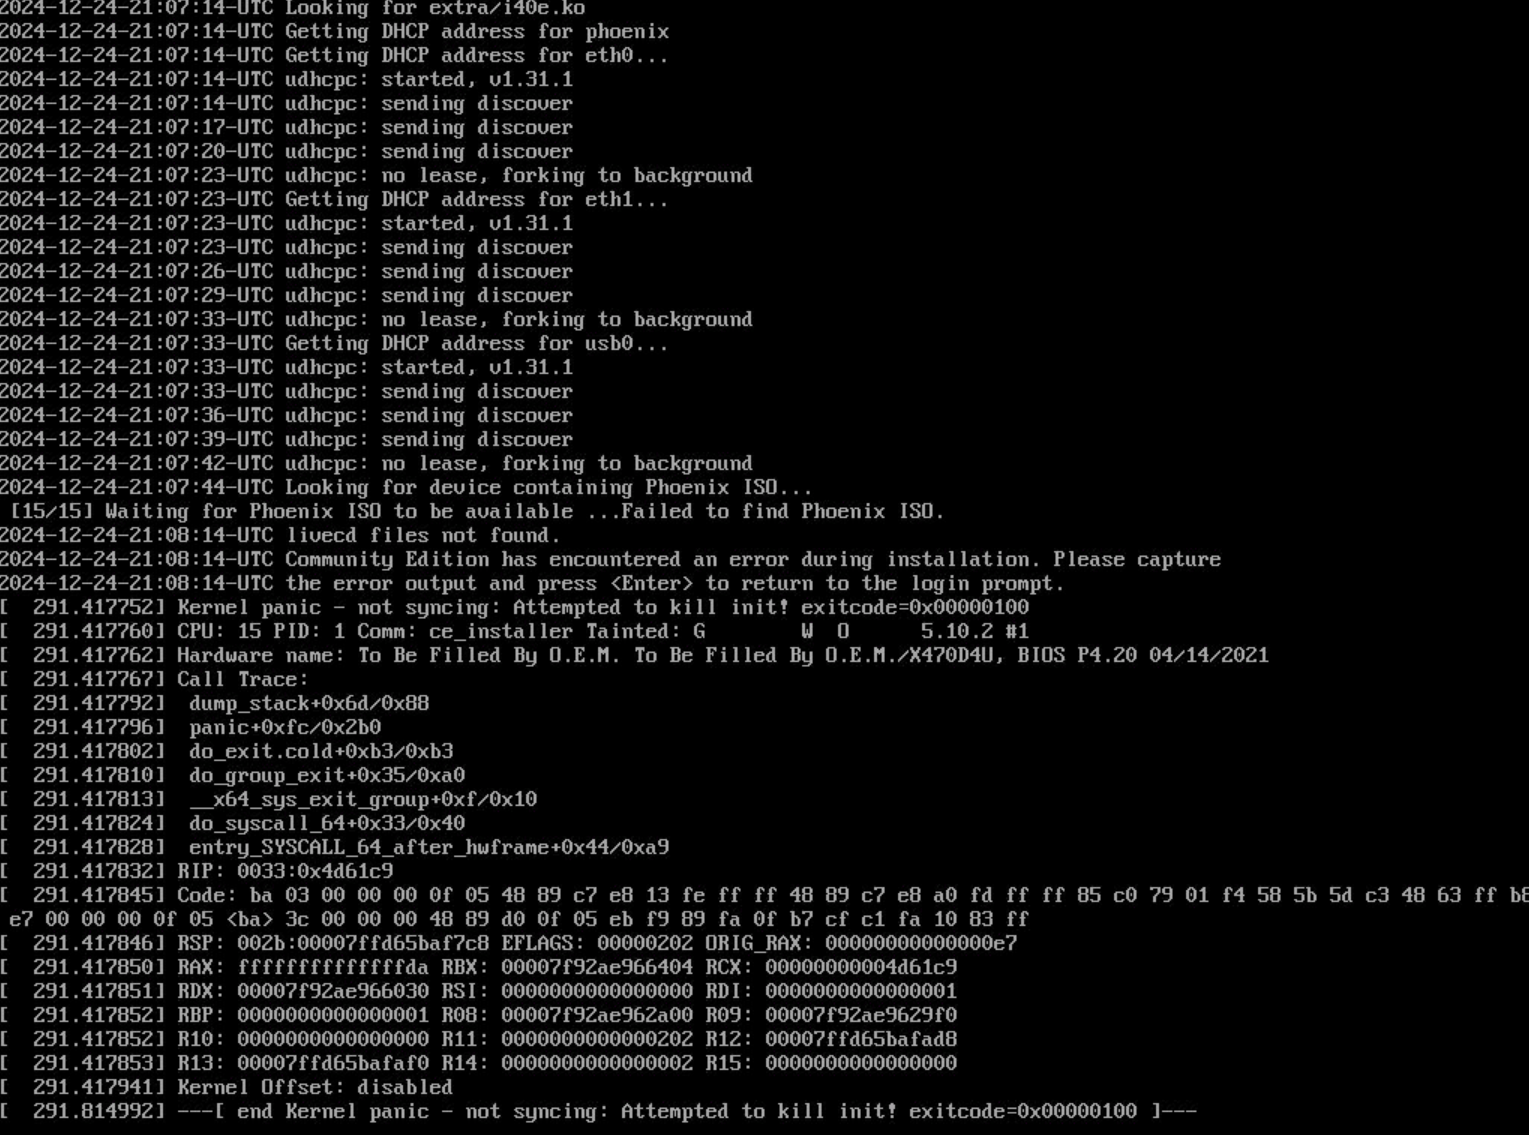 2024-12-24-21:07:14-UTC Looking for extra/i40e.ko
2024-12-24-21:07:14-UTC Getting DHCP address for phoenix
2024-12-24-21:07:14-UTC Getting DHCP address for eth0...
2024-12-24-21:07:14-UTC udhcpc: started, v1.31.1
2024-12-24-21:07:14-UTC udhcpc: sending discover
2024-12-24-21:07:17-UTC udhcpc: sending discover
2024-12-24-21:07:20-UTC udhcpc: sending discover
2024-12-24-21:07:23-UTC udhcpc: no lease, forking to background
2024-12-24-21:07:23-UTC Getting DHCP address for eth1...
2024-12-24-21:07:23-UTC udhcpc: started, v1.31.1
2024-12-24-21:07:23-UTC udhcpc: sending discover
2024-12-24-21:07:26-UTC udhcpc: sending discover
2024-12-24-21:07:29-UTC udhcpc: sending discover
2024-12-24-21:07:33-UTC udhcpc: no lease, forking to background
2024-12-24-21:07:33-UTC Getting DHCP address for usb0...
2024-12-24-21:07:33-UTC udhcpc: started, v1.31.1
2024-12-24-21:07:33-UTC udhcpc: sending discover
2024-12-24-21:07:36-UTC udhcpc: sending discover
2024-12-24-21:07:39-UTC udhcpc: sending discover
2024-12-24-21:07:42-UTC udhcpc: no lease, forking to background
2024-12-24-21:07:44-UTC Looking for device containing Phoenix ISO...
[15/15] Waiting for Phoenix ISO to be available ...Failed to find Phoenix ISO.
2024-12-24-21:08:14-UTC livecd files not found.
2024-12-24-21:08:14-UTC Community Edition has encountered an error during installation. Please capture
2024-12-24-21:08:14-UTC the error output and press <Enter> to return to the login prompt.
[  291.417752] Kernel panic - not syncing: Attempted to kill init! exitcode=0x00000100
[  291.417760] CPU: 15 PID: 1 Comm: ce_installer Tainted: G        W  O      5.10.2 #1
[  291.417762] Hardware name: To Be Filled By O.E.M. To Be Filled By O.E.M./X470D4U, BIOS P4.20 04/14/2021
[  291.417767] Call Trace:
[  291.417792]  dump_stack+0x6d/0x88
[  291.417796]  panic+0xfc/0x2b0
[  291.417802]  do_exit.cold+0xb3/0xb3
[  291.417810]  do_group_exit+0x35/0xa0
[  291.417813]  __x64_sys_exit_group+0xf/0x10
[  291.417824]  do_syscall_64+0x33/0x40
[  291.417828]  entry_SYSCALL_64_after_hwframe+0x44/0xa9
[  291.417832] RIP: 0033:0x4d61c9
[  291.417845] Code: ba 03 00 00 00 0f 05 48 89 c7 e8 13 fe ff ff 48 89 c7 e8 a0 fd ff ff 85 c0 79 01 f4 58 5b 5d c3 48 63 ff b8
e7 00 00 00 0f 05 <ba> 3c 00 00 00 48 89 d0 0f 05 eb f9 89 fa 0f b7 cf c1 fa 10 83 ff
[  291.417846] RSP: 002b:00007ffd65baf7c8 EFLAGS: 00000202 ORIG_RAX: 00000000000000e7
[  291.417850] RAX: ffffffffffffffda RBX: 00007f92ae966404 RCX: 00000000004d61c9
[  291.417851] RDX: 00007f92ae966030 RSI: 0000000000000000 RDI: 0000000000000001
[  291.417852] RBP: 0000000000000001 R08: 00007f92ae962a00 R09: 00007f92ae9629f0
[  291.417852] R10: 0000000000000000 R11: 0000000000000202 R12: 00007ffd65bafad8
[  291.417853] R13: 00007ffd65bafaf0 R14: 0000000000000002 R15: 0000000000000000
[  291.417941] Kernel Offset: disabled
[  291.814992] ---[ end Kernel panic - not syncing: Attempted to kill init! exitcode=0x00000100 ]---